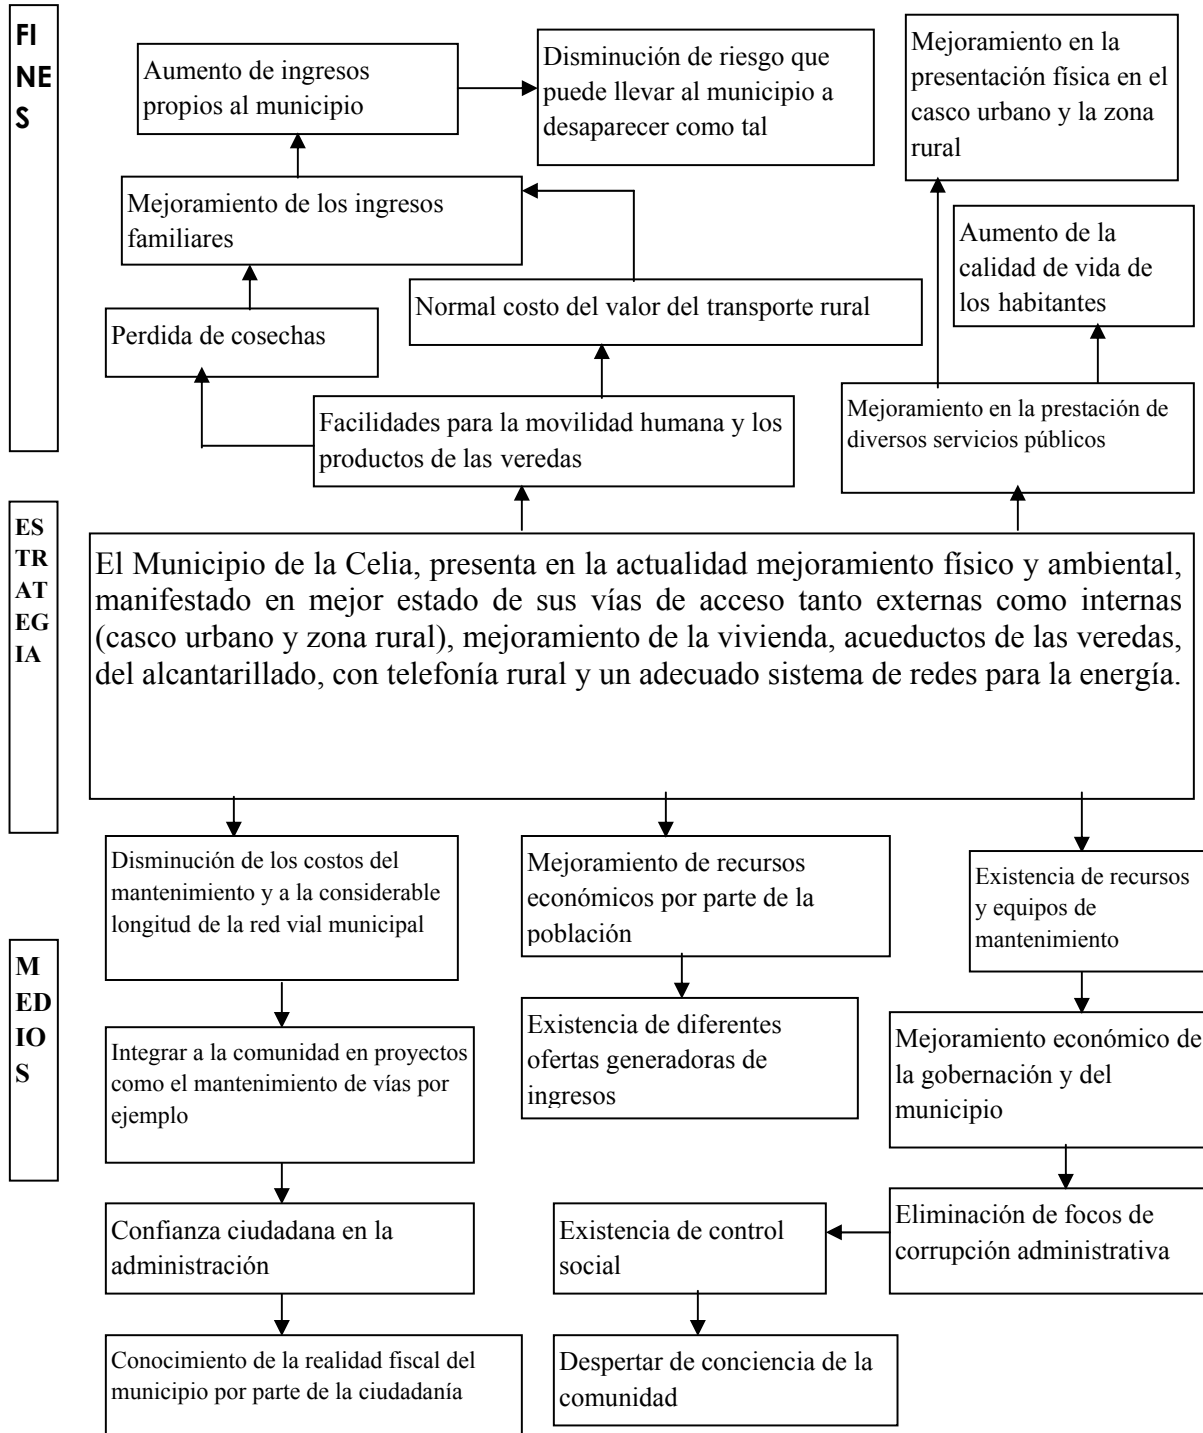 FI
NE
S
Aumento de ingresos
propios al municipio
Disminución de riesgo que
puede llevar al municipio a
desaparecer como tal
Mejoramiento en la
presentación física en el
casco urbano y la zona
rural
Mejoramiento de los ingresos
familiares
Aumento de la
calidad de vida de
los habitantes
Normal costo del valor del transporte rural
Perdida de cosechas
Facilidades para la movilidad humana y los
productos de las veredas
Mejoramiento en la prestación de
diversos servicios públicos
ES
TR
AT
EG
IA
El Municipio de la Celia, presenta en la actualidad mejoramiento físico y ambiental,
manifestado en mejor estado de sus vías de acceso tanto externas como internas
(casco urbano y zona rural), mejoramiento de la vivienda, acueductos de las veredas,
del alcantarillado, con telefonía rural y un adecuado sistema de redes para la energía.
M
ED
IO
S
Disminución de los costos del
mantenimiento y a la considerable
longitud de la red vial municipal
Mejoramiento de recursos
económicos por parte de la
población
Existencia de recursos
y equipos de
mantenimiento
Integrar a la comunidad en proyectos
como el mantenimiento de vías por
ejemplo
Existencia de diferentes
ofertas generadoras de
ingresos
Mejoramiento económico de
la gobernación y del
municipio
Confianza ciudadana en la
administración
Existencia de control
social
Eliminación de focos de
corrupción administrativa
Conocimiento de la realidad fiscal del
municipio por parte de la ciudadanía
Despertar de conciencia de la
comunidad